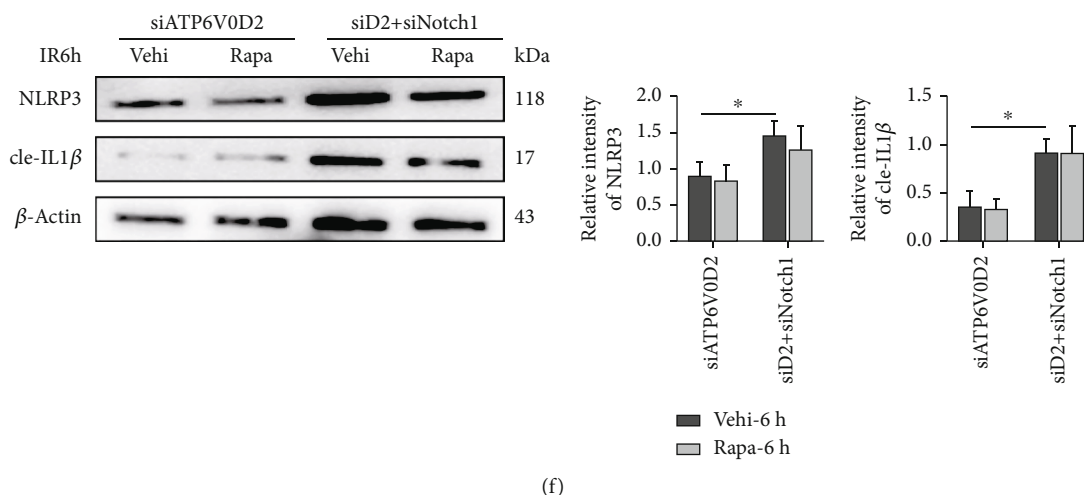 siATP6V0D2 siD2+siNotch1
IR6h Vehi Rapa Vehi Rapa kDa
NLRP3 118
cle-IL1β 17
β-Actin 43
Relative intensity
of NLRP3
2.0
1.5
1.0
0.5
0.0
*
siATP6V0D2
siD2+siNotch1
Relative intensity
of cle-IL1β
1.5
1.0
0.5
0.0
*
siATP6V0D2
siD2+siNotch1
Vehi-6 h
Rapa-6 h
(f)